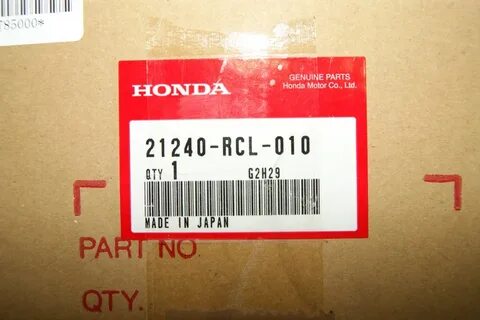 785000*
HONDA
GENUINE PARTS
Honda Motor Co., Ltd.
21240-RCL-010
QTY 1 G2H29
MADE IN JAPAN
PART NO
QTY.